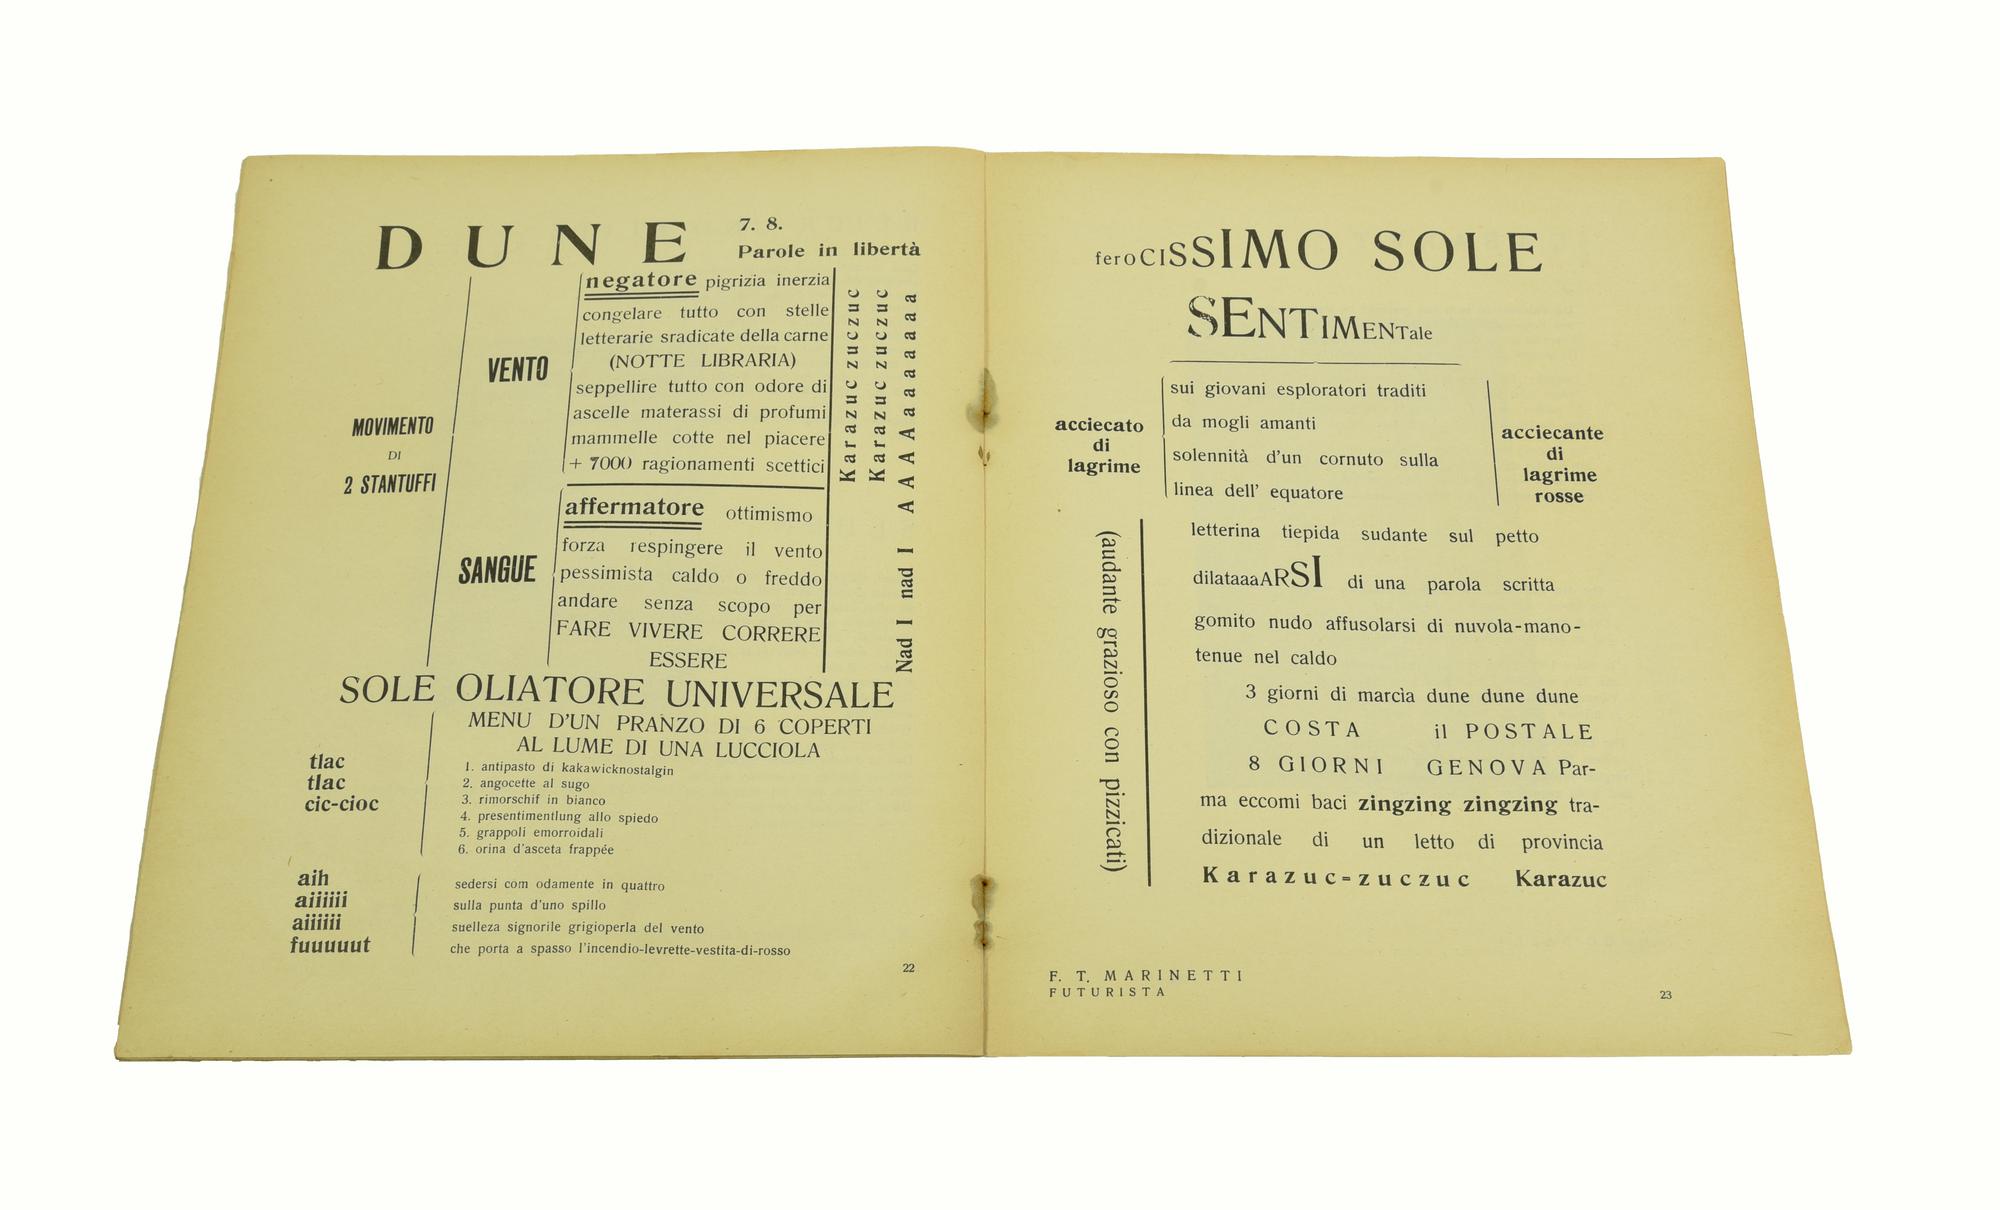 DUNE
7. 8.
Parole in libertà
MOVIMENTO
DI
2 STANTUFFI
VENTO
negatore pigrizia inerzia
congelare tutto con stelle
letterarie sradicate della carne
(NOTTE LIBRARIA)
seppellire tutto con odore di
ascelle materassi di profumi
mammelle cotte nel piacere
+ 7000 ragionamenti scettici
SANGUE
affermatore ottimismo
forza respingere il vento
pessimista caldo o freddo
andare senza scopo per
FARE VIVERE CORRERE
ESSERE
Karazuc zuczuc
Karazuc zuczuc
Nad I nad I AAAAaaaaaaaaa
SOLE OLIATORE UNIVERSALE
MENU D'UN PRANZO DI 6 COPERTI
AL LUME DI UNA LUCCIOLA
tlac
tlac
cic-cioc
1. antipasto di kakawicknostalgin
2. angocette al sugo
3. rimorschif in bianco
4. presentimentlung allo spiedo
5. grappoli emorroidali
6. orina d'asceta frappée
aih
aiiiiii
aiiiiii
fuuuuut
sedersi com odamente in quattro
sulla punta d'uno spillo
suelleza signorile grigioperla del vento
che porta a spasso l'incendio-levrette-vestita-di-rosso
22
feroCISSIMO SOLE
SENTIMENTale
acciecato
di
lagrime
sui giovani esploratori traditi
da mogli amanti
solennità d'un cornuto sulla
linea dell' equatore
acciecante
di
lagrime
rosse
(audante grazioso con pizzicati)
letterina tiepida sudante sul petto
dilataaaARSI di una parola scritta
gomito nudo affusolarsi di nuvola-mano-
tenue nel caldo
3 giorni di marcia dune dune dune
COSTA il POSTALE
8 GIORNI GENOVA Par-
ma eccomi baci zingzing zingzing tra-
dizionale di un letto di provincia
Karazuc=zuczuc Karazuc
F. T. MARINETTI
FUTURISTA
23